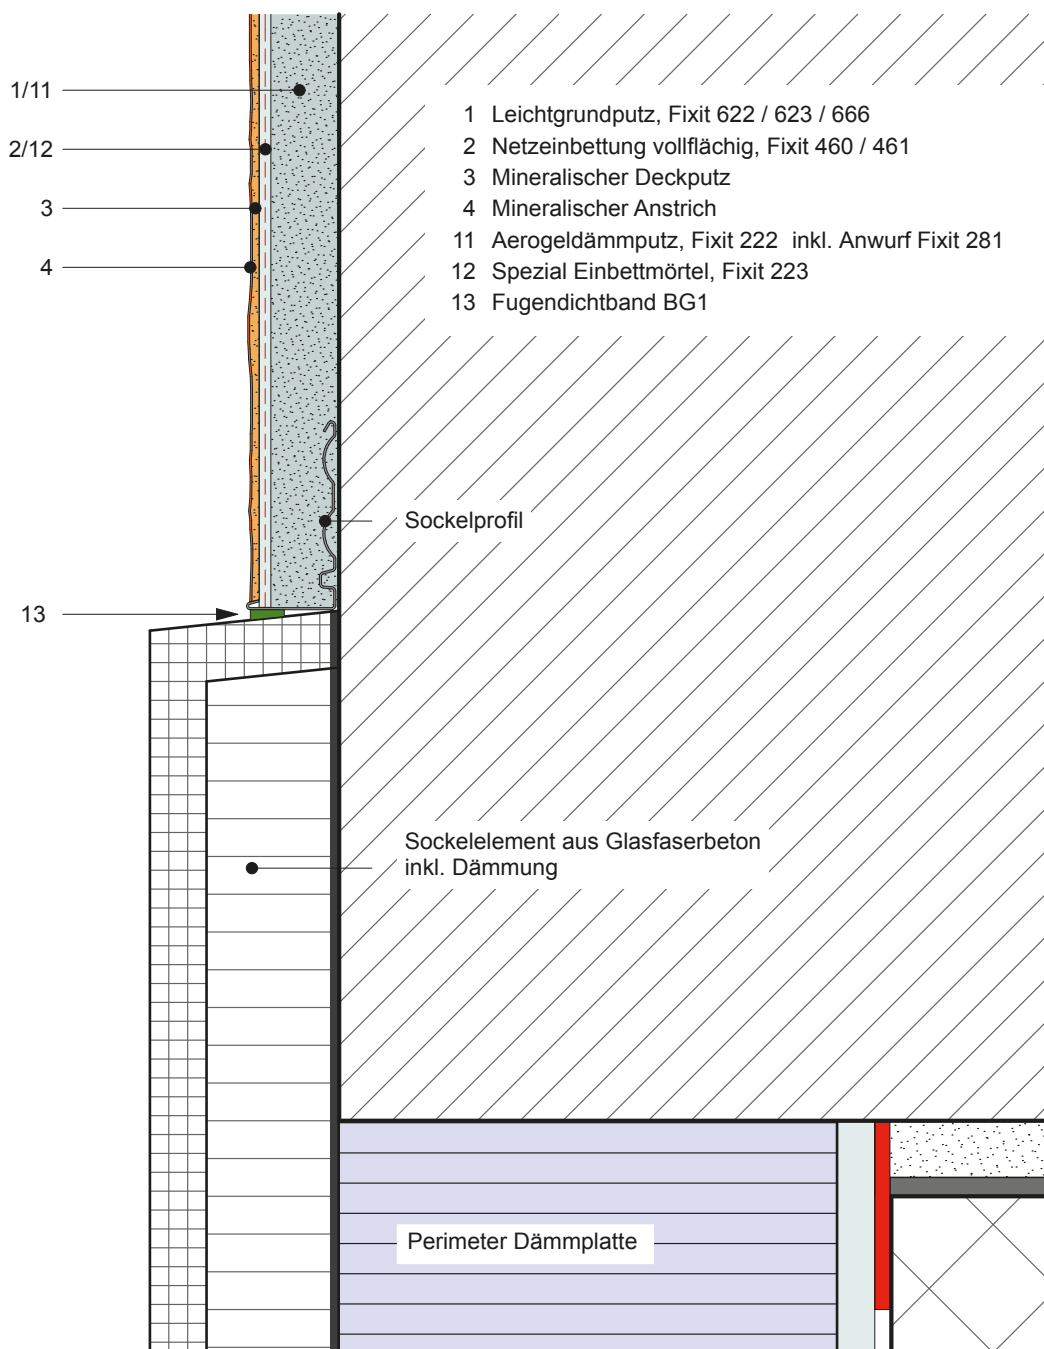 1/11
2/12
3
4
1 Leichtgrundputz, Fixit 622 / 623 / 666
2 Netzeinbettung vollflächig, Fixit 460 / 461
3 Mineralischer Deckputz
4 Mineralischer Anstrich
11 Aerogeldämmputz, Fixit 222 inkl. Anwurf Fixit 281
12 Spezial Einbettmörtel, Fixit 223
13 Fugendichtband BG1
Sockelprofil
13
Sockelelement aus Glasfaserbeton
inkl. Dämmung
Perimeter Dämmplatte